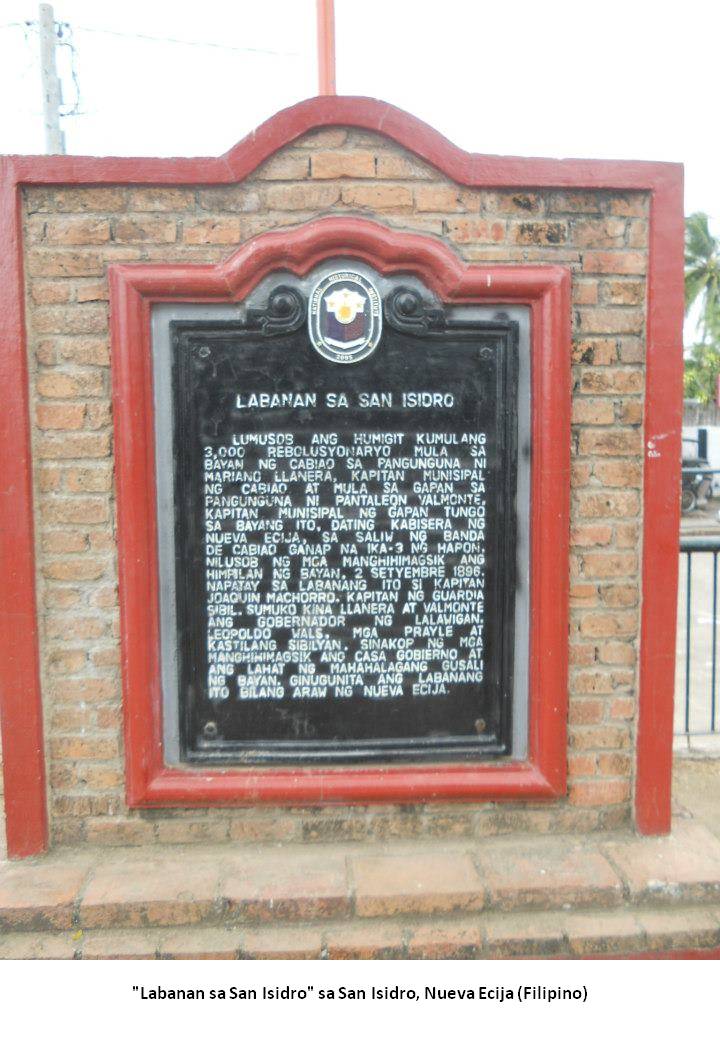 NATIONAL HISTORICAL INSTITUTE
2005
LABANAN SA SAN ISIDRO
LUMUSOB ANG HUMIGIT KUMULANG
3,000 REBOLUSYONARYO MULA SA
BAYAN NG CABIAO SA PANGUNGUNA NI
MARIANO LLANERA, KAPITAN MUNISIPAL
NG CABIAO AT MULA SA GAPAN SA
PANGUNGUNA NI PANTALEON VALMONTE,
KAPITAN MUNISIPAL NG GAPAN TUNGO
SA BAYANG ITO, DATING KABISERA NG
NUEVA ECIJA, SA SALIW NG BANDA
DE CABIAO GANAP NA IKA-3 NG HAPON.
NILUSOB NG MGA MANGHIHIMAGSIK ANG
HIMPILAN NG BAYAN, 2 SETYEMBRE 1896.
NAPATAY SA LABANANG ITO SI KAPITAN
JOAQUIN MACHORRO, KAPITAN NG GUARDIA
SIBIL. SUMUKO KINA LLANERA AT VALMONTE
ANG GOBERNADOR NG LALAWIGAN,
LEOPOLDO WALS, MGA PRAYLE AT
KASTILANG SIBILYAN. SINAKOP NG MGA
MANGHIHIMAGSIK ANG CASA GOBIERNO AT
ANG LAHAT NG MAHAHALAGANG GUSALI
NG BAYAN. GINUGUNITA ANG LABANANG
ITO BILANG ARAW NG NUEVA ECIJA.
"Labanan sa San Isidro" sa San Isidro, Nueva Ecija (Filipino)